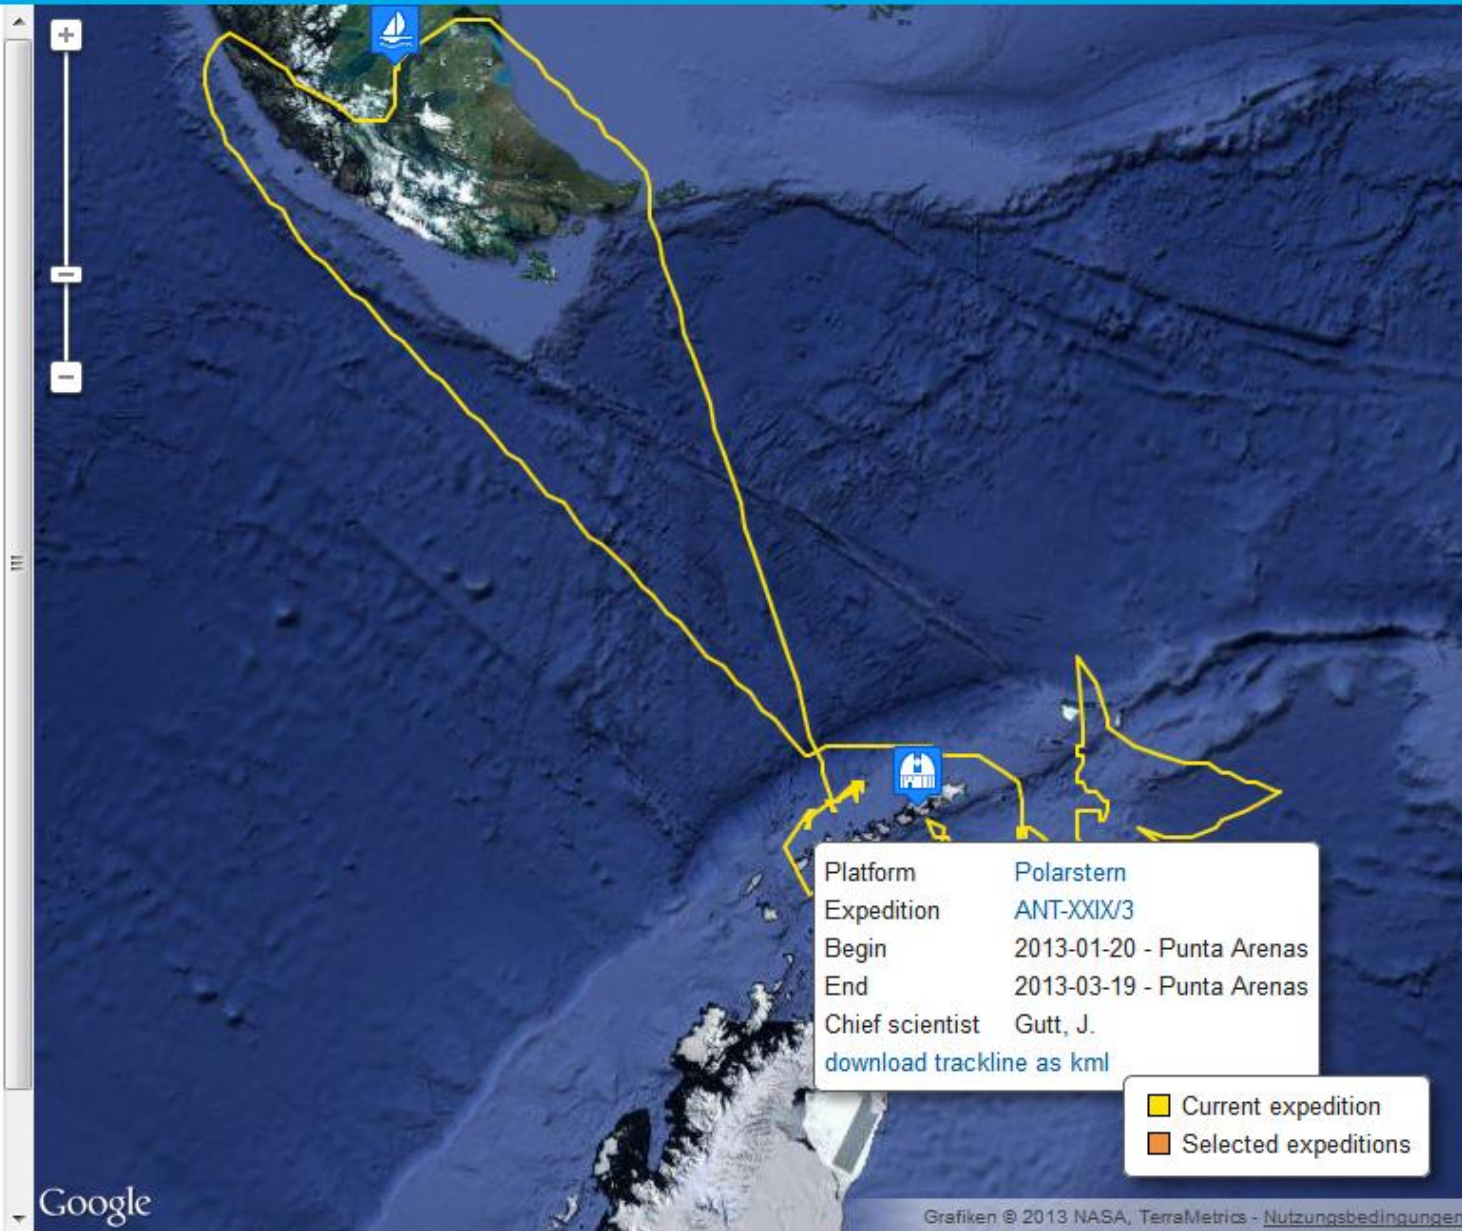 Platform Polarstern
Expedition ANT-XXIX/3
Begin 2013-01-20 - Punta Arenas
End 2013-03-19 - Punta Arenas
Chief scientist Gutt, J.
download trackline as kml
Current expedition
Selected expeditions
Google
Grafiken © 2013 NASA, TerraMetrics - Nutzungsbedingungen